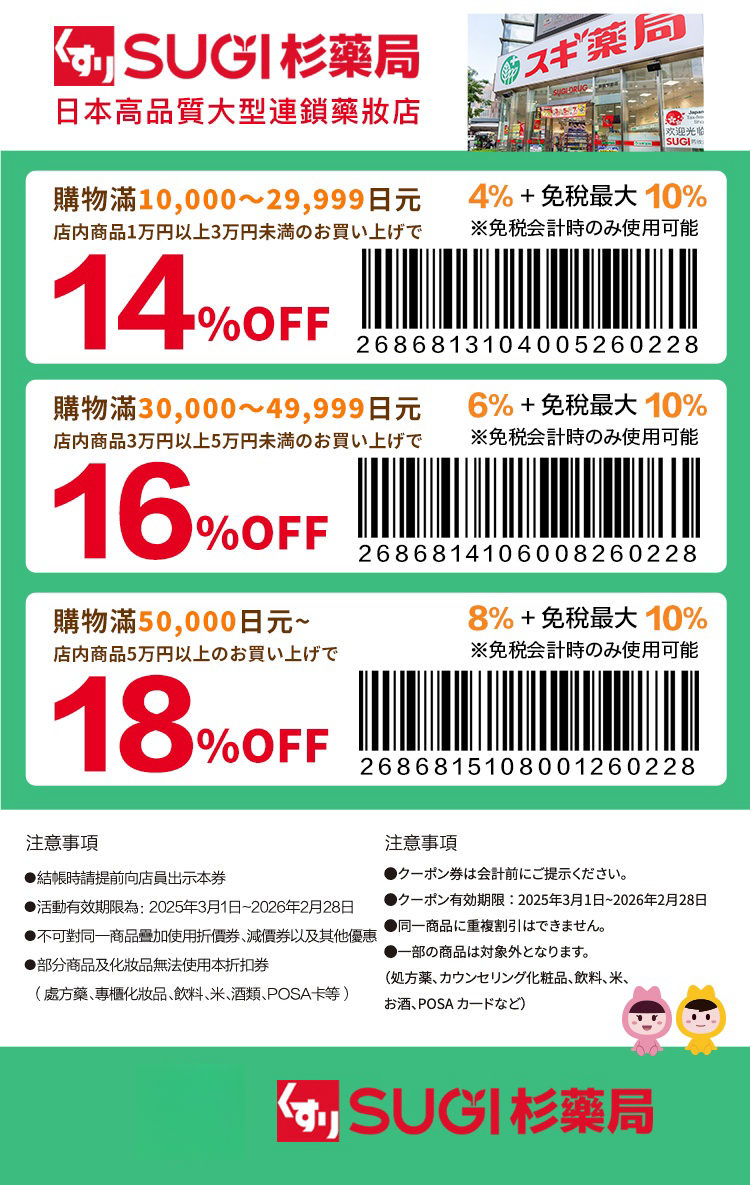 くすり SUGI 杉藥局
日本高品質大型連鎖藥妝店
スギ薬局
SUGI DRUG
欢迎光临
SUGI
購物滿10,000～29,999日元
店内商品1万円以上3万円未満のお買い上げで
14%OFF
4% + 免稅最大 10%
※免税会計時のみ使用可能
2686813104005260228
購物滿30,000～49,999日元
店内商品3万円以上5万円未満のお買い上げで
16%OFF
6% + 免稅最大 10%
※免税会計時のみ使用可能
2686814106008260228
購物滿50,000日元~
店内商品5万円以上のお買い上げで
18%OFF
8% + 免稅最大 10%
※免税会計時のみ使用可能
2686815108001260228
注意事項
●結帳時請提前向店員出示本券
●活動有效期限為: 2025年3月1日~2026年2月28日
●不可對同一商品疊加使用折價券、減價券以及其他優惠
●部分商品及化妝品無法使用本折扣券
（處方藥、專櫃化妝品、飲料、米、酒類、POSA卡等）
注意事項
●クーポン券は会計前にご提示ください。
●クーポン有効期限：2025年3月1日~2026年2月28日
●同一商品に重複割引はできません。
●一部の商品は対象外となります。
（処方薬、カウンセリング化粧品、飲料、米、
お酒、POSA カードなど）
くすり SUGI 杉藥局